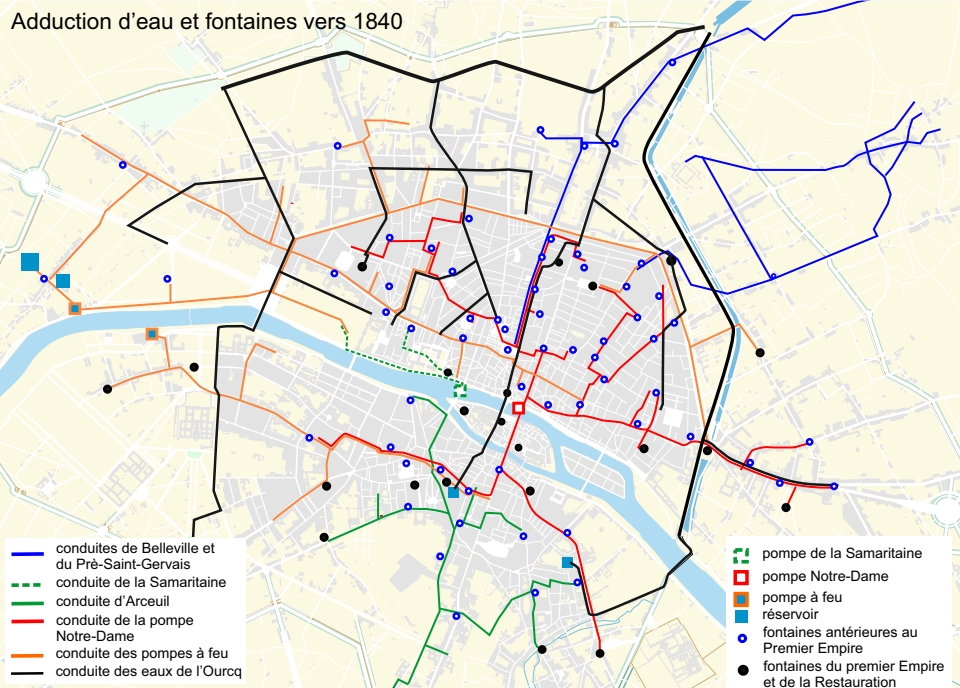 Adduction d'eau et fontaines vers 1840
conduites de Belleville et
du Prè-Saint-Gervais
conduite de la Samaritaine
conduite d'Arceuil
conduite de la pompe
Notre-Dame
conduite des pompes à feu
conduite des eaux de l'Ourcq
pompe de la Samaritaine
pompe Notre-Dame
pompe à feu
réservoir
fontaines antérieures au
Premier Empire
fontaines du premier Empire
et de la Restauration